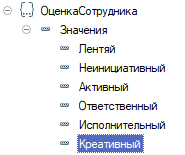 ОценкаСотрудника
Значения
Лентяй
Неинициативный
Активный
Ответственный
Исполнительный
Креативный